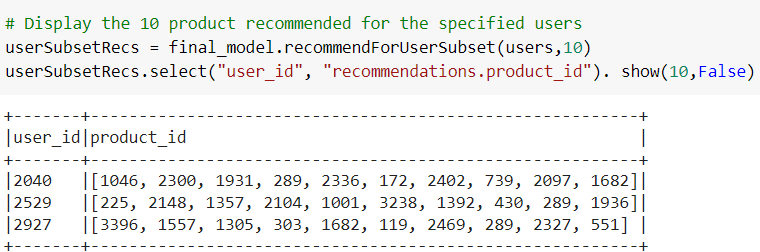 # Display the 10 product recommended for the specified users
userSubsetRecs = final_model.recommendForUserSubset(users,10)
userSubsetRecs.select("user_id", "recommendations.product_id"). show(10,False)
+-------+-----------------------------------------------------------+
|user_id|product_id                                                 |
+-------+-----------------------------------------------------------+
|2040   |[1046, 2300, 1931, 289, 2336, 172, 2402, 739, 2097, 1682]|
|2529   |[225, 2148, 1357, 2104, 1001, 3238, 1392, 430, 289, 1936]|
|2927   |[3396, 1557, 1305, 303, 1682, 119, 2469, 289, 2327, 551] |
+-------+-----------------------------------------------------------+